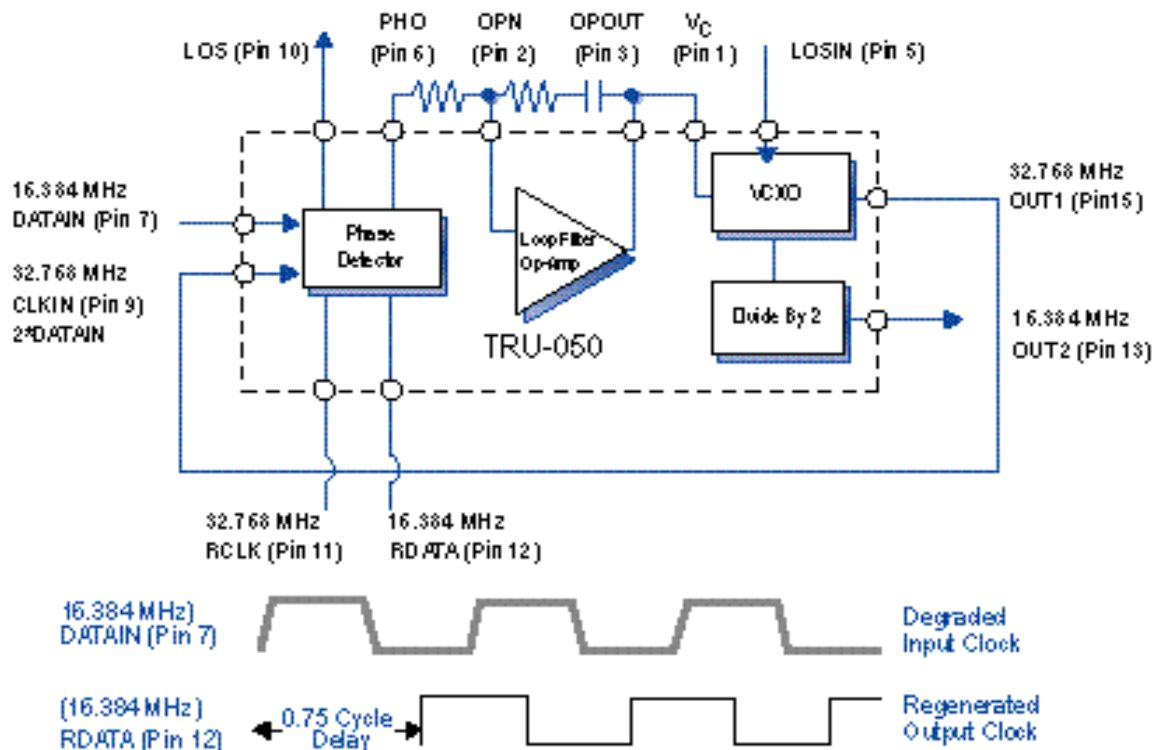 PHO
(Pin 6)
OPN
(Pin 2)
OPOUT
(Pin 3)
VC
(Pin 1)
LOS (Pin 10)
LOSIN (Pin 5)
16.384 MHz
DATAIN (Pin 7)
32.768 MHz
CLKIN (Pin 9)
2*DATAIN
Phase
Detector
Loop Filter
Op-Amp
TRU-050
VCXO
Divide By 2
32.768 MHz
OUT1 (Pin15)
16.384 MHz
OUT2 (Pin 13)
32.768 MHz
RCLK (Pin 11)
16.384 MHz
RDATA (Pin 12)
16.384 MHz)
DATAIN (Pin 7)
Degraded
Input Clock
(16.384 MHz)
RDATA (Pin 12)
0.75 Cycle
Delay
Regenerated
Output Clock